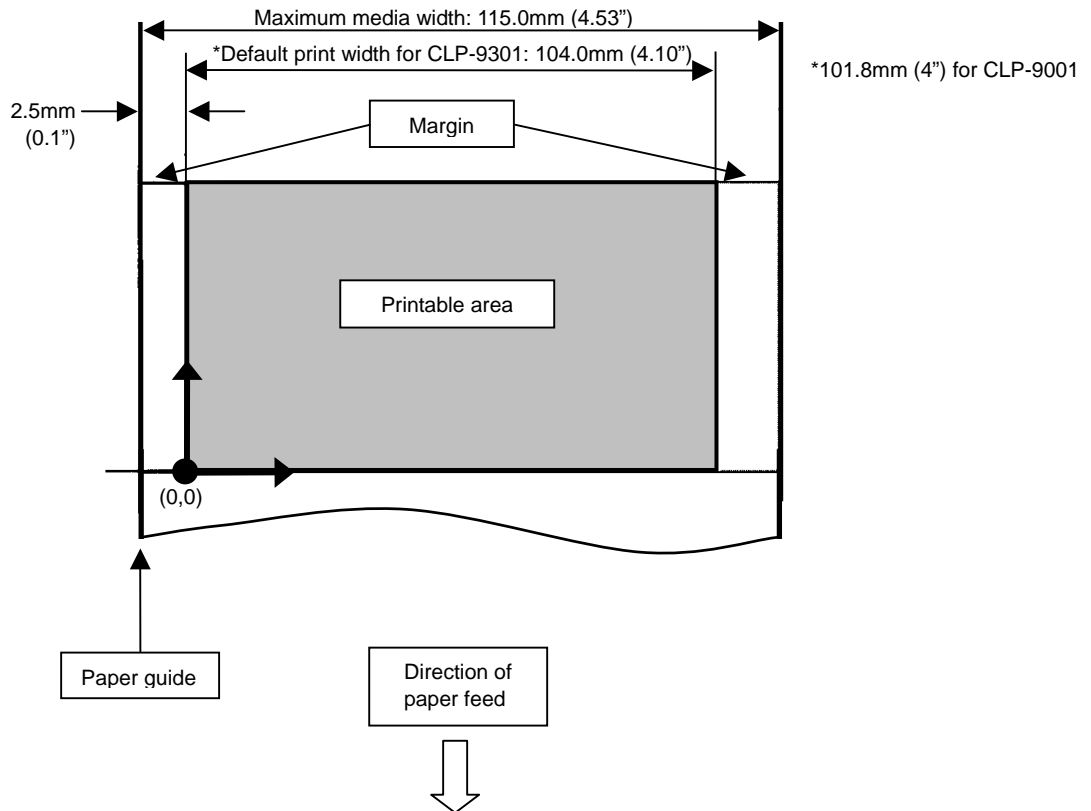 Maximum media width: 115.0mm (4.53”)
*Default print width for CLP-9301: 104.0mm (4.10”)
*101.8mm (4”) for CLP-9001
2.5mm
(0.1”)
Margin
Printable area
(0,0)
Paper guide
Direction of
paper feed